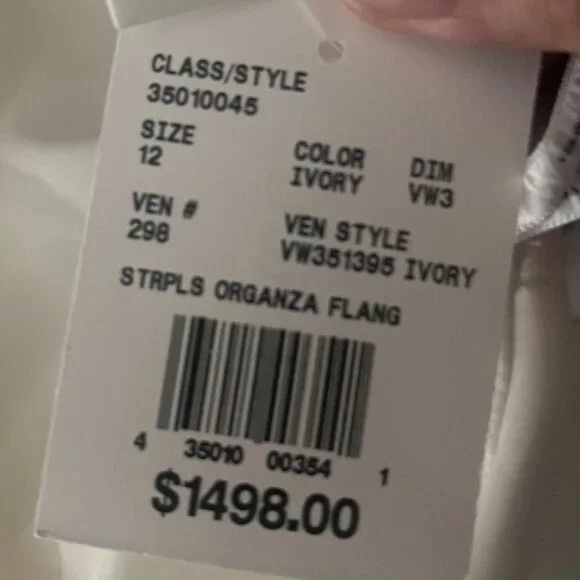 CLASS/STYLE
35010045
SIZE COLOR DIM
12 IVORY VW3
VEN # VEN STYLE
298 VW351395 IVORY
STRPLS ORGANZA FLANG
4 35010 00354 1
$1498.00